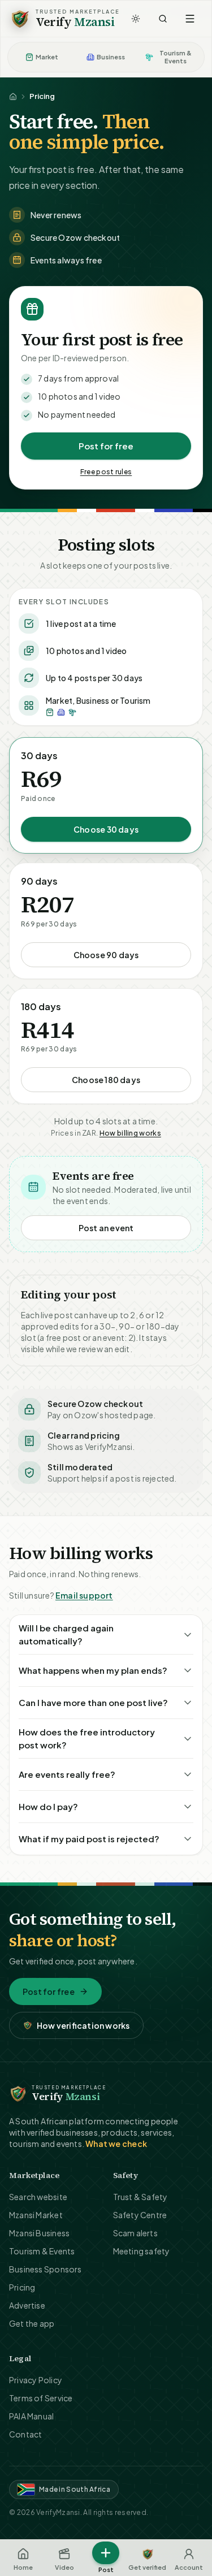 TRUSTED MARKETPLACE
Verify Mzansi
Market
Business
Tourism &
Events
Pricing
Start free. Then
one simple price.
Your first post is free. After that, the same
price in every section.
Never renews
Secure Ozow checkout
Events always free
Your first post is free
One per ID-reviewed person.
7 days from approval
10 photos and 1 video
No payment needed
Post for free
Free post rules
Posting slots
A slot keeps one of your posts live.
EVERY SLOT INCLUDES
1 live post at a time
10 photos and 1 video
Up to 4 posts per 30 days
Market, Business or Tourism
30 days
R69
Paid once
Choose 30 days
90 days
R207
R69 per 30 days
Choose 90 days
180 days
R414
R69 per 30 days
Choose 180 days
Hold up to 4 slots at a time.
Prices in ZAR. How billing works
Events are free
No slot needed. Moderated, live until
the event ends.
Post an event
Editing your post
Each live post can have up to 2, 6 or 12
approved edits for a 30-, 90- or 180-day
slot (a free post or an event: 2). It stays
visible while we review an edit.
Secure Ozow checkout
Pay on Ozow's hosted page.
Clear rand pricing
Shows as VerifyMzansi.
Still moderated
Support helps if a post is rejected.
How billing works
Paid once, in rand. Nothing renews.
Still unsure? Email support
Will I be charged again
automatically?
What happens when my plan ends?
Can I have more than one post live?
How does the free introductory
post work?
Are events really free?
How do I pay?
What if my paid post is rejected?
Got something to sell,
share or host?
Get verified once, post anywhere.
Post for free
How verification works
TRUSTED MARKETPLACE
Verify Mzansi
A South African platform connecting people
with verified businesses, products, services,
tourism and events. What we check
Marketplace
Search website
Mzansi Market
Mzansi Business
Tourism & Events
Business Sponsors
Pricing
Advertise
Get the app
Safety
Trust & Safety
Safety Centre
Scam alerts
Meeting safety
Legal
Privacy Policy
Terms of Service
PAIA Manual
Contact
Made in South Africa
© 2026 VerifyMzansi. All rights reserved.
Home
Video
Post
Get verified
Account